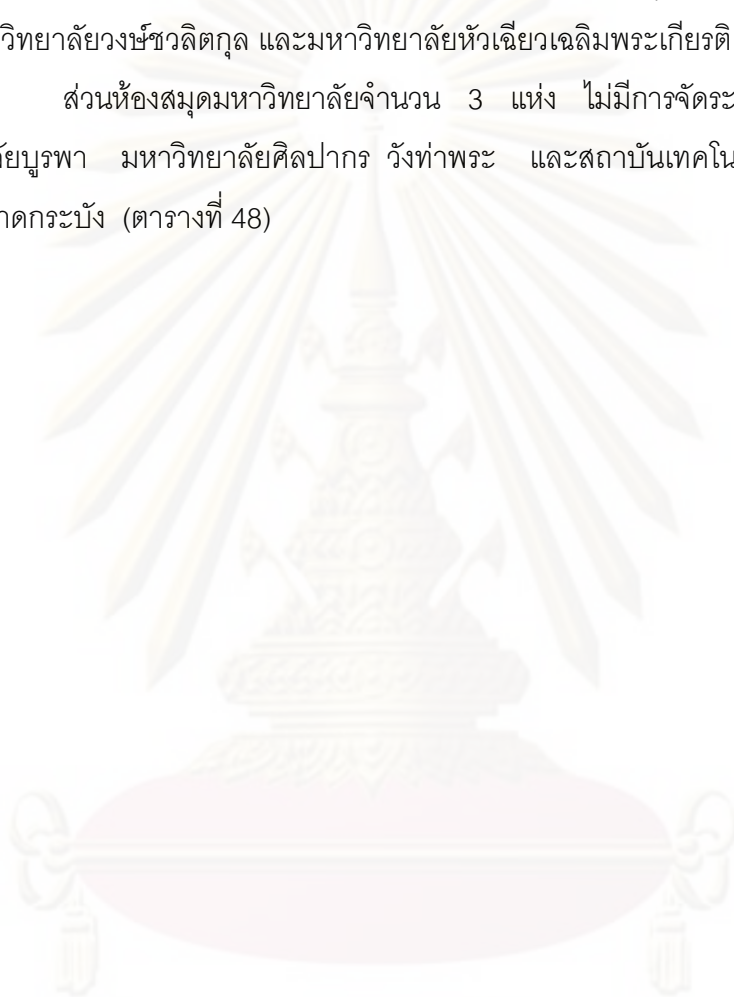 วิทยาลัยวงษ์ชวลิตกุล และมหาวิทยาลัยหัวเฉียวเฉลิมพระเกียรติ
ส่วนห้องสมุดมหาวิทยาลัยจำนวน 3 แห่ง ไม่มีการจัดระ
ลัยบูรพา มหาวิทยาลัยศิลปากร วังท่าพระ และสถาบันเทคโน
าดกระบัง (ตารางที่ 48)